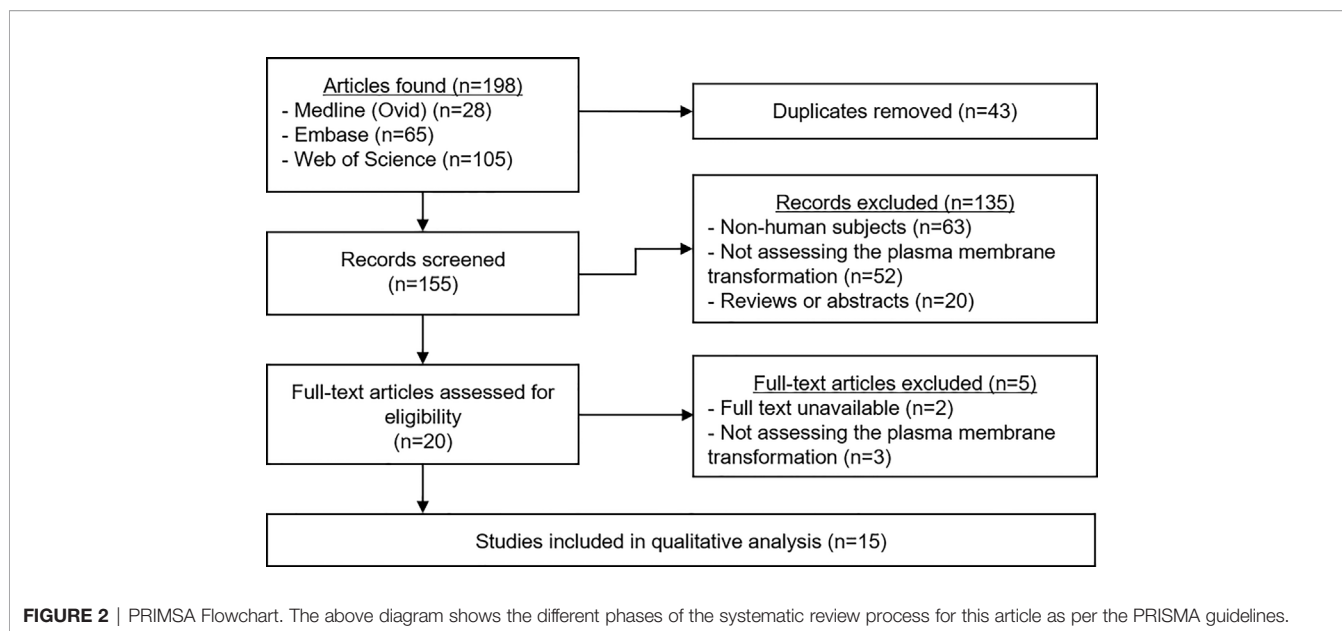 Articles found (n=198)
- Medline (Ovid) (n=28)
- Embase (n=65)
- Web of Science (n=105)
Duplicates removed (n=43)
Records screened
(n=155)
Records excluded (n=135)
- Non-human subjects (n=63)
- Not assessing the plasma membrane
transformation (n=52)
- Reviews or abstracts (n=20)
Full-text articles assessed for
eligibility
(n=20)
Full-text articles excluded (n=5)
- Full text unavailable (n=2)
- Not assessing the plasma membrane
transformation (n=3)
Studies included in qualitative analysis (n=15)
FIGURE 2 | PRIMSA Flowchart. The above diagram shows the different phases of the systematic review process for this article as per the PRISMA guidelines.